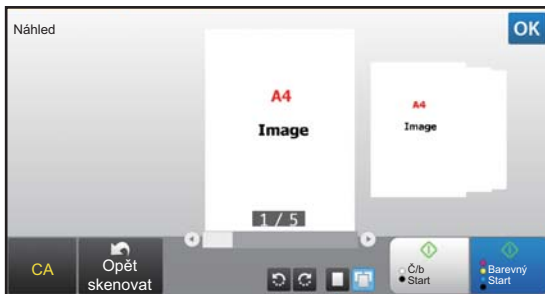 Náhled
OK
A4
Image
A4
Image
1 / 5
CA
Opět
skenovat
Č/b
Start
Barevný
Start